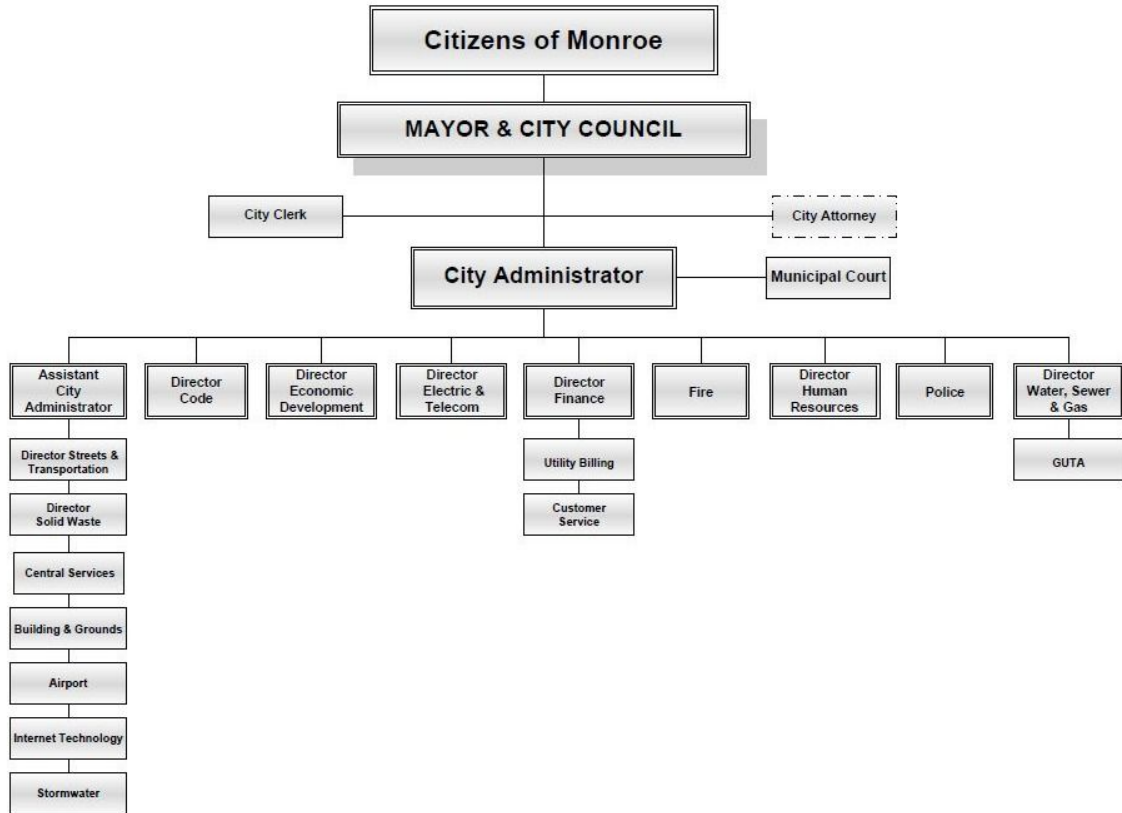 Citizens of Monroe
MAYOR & CITY COUNCIL
City Clerk
City Attorney
City Administrator
Municipal Court
Assistant
City
Administrator
Director
Code
Director
Economic
Development
Director
Electric &
Telecom
Director
Finance
Fire
Director
Human
Resources
Police
Director
Water, Sewer
& Gas
Director Streets &
Transportation
Utility Billing
GUTA
Director
Solid Waste
Customer
Service
Central Services
Building & Grounds
Airport
Internet Technology
Stormwater